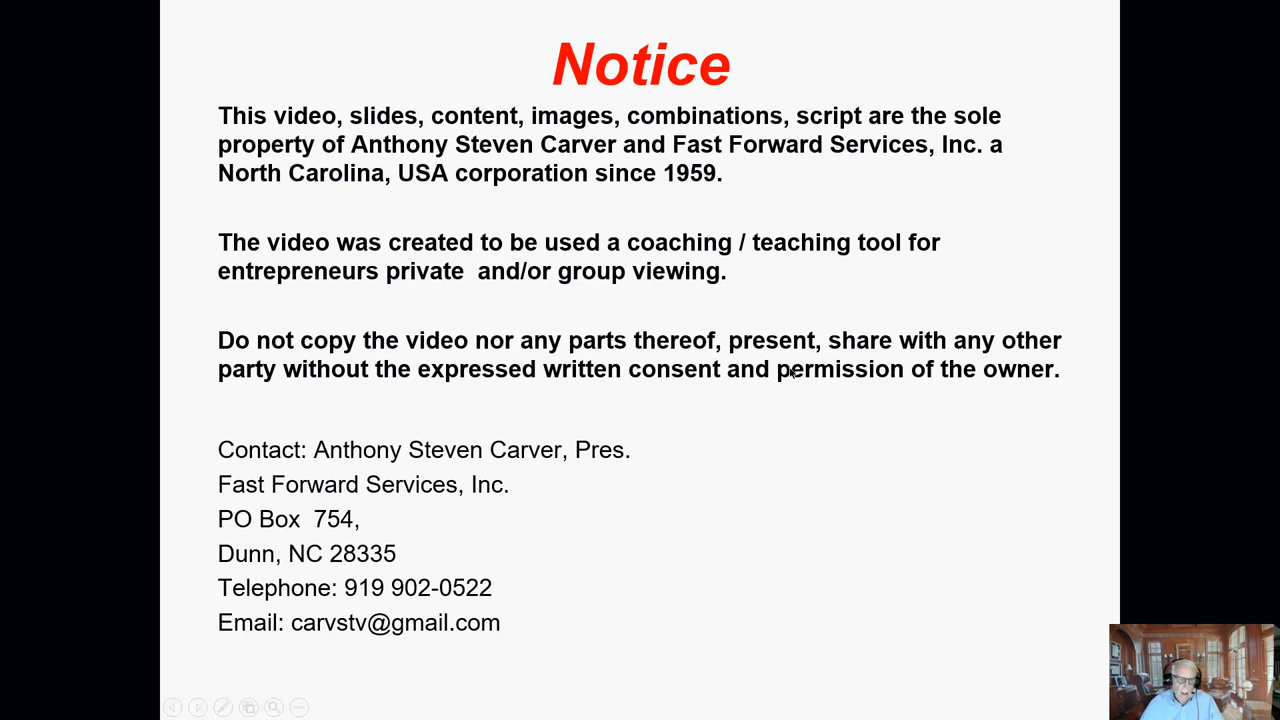 Notice
This video, slides, content, images, combinations, script are the sole
property of Anthony Steven Carver and Fast Forward Services, Inc. a
North Carolina, USA corporation since 1959.
The video was created to be used a coaching / teaching tool for
entrepreneurs private  and/or group viewing.
Do not copy the video nor any parts thereof, present, share with any other
party without the expressed written consent and permission of the owner.
Contact: Anthony Steven Carver, Pres.
Fast Forward Services, Inc.
PO Box  754,
Dunn, NC 28335
Telephone: 919 902-0522
Email: carvstv@gmail.com